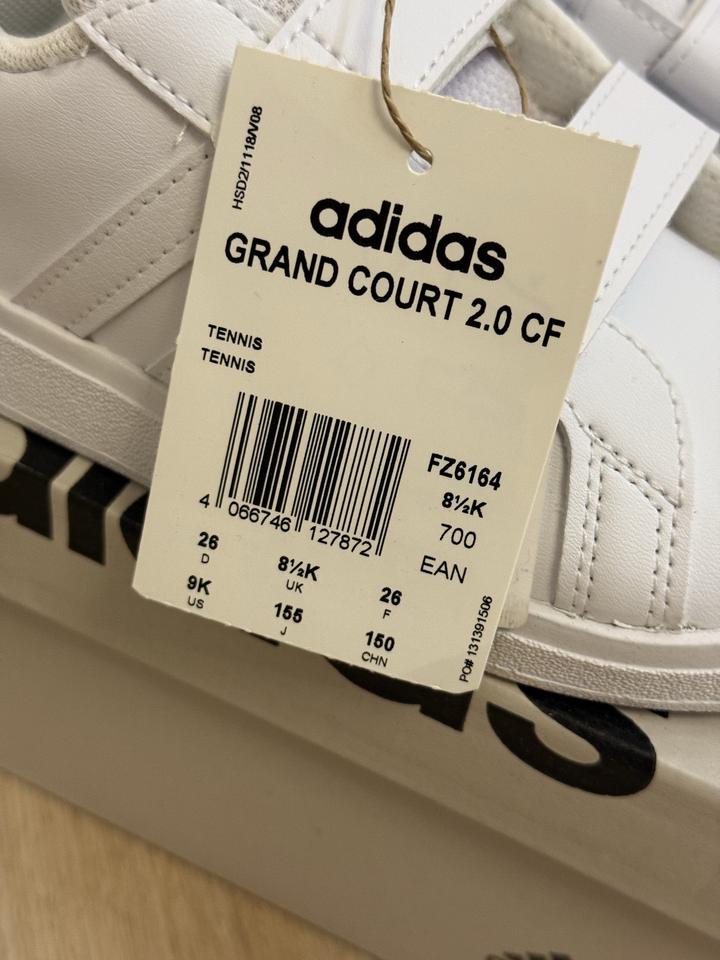 HSD2/1118/V08
adidas
GRAND COURT 2.0 CF
TENNIS
TENNIS
FZ6164
8½K
700
EAN
4 066746 127872
26 8½K 26
D UK F
9K 155 150
US J CHN
PO# 131391506